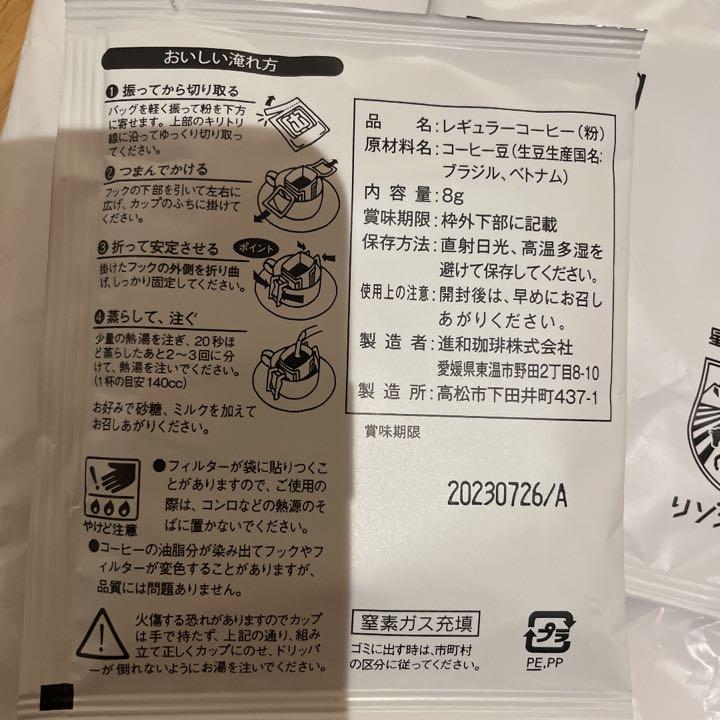 おいしい淹れ方
❶振ってから切り取る
バッグを軽く振って粉を下方
に寄せます。上部のキリトリ
線に沿ってゆっくり切り取っ
てください。
❷つまんでかける
フックの下部を引いて左右に
広げ、カップのふちに掛けて
ください。
❸折って安定させる ポイント
掛けたフックの外側を折り曲
げ、しっかり固定してください。
❹蒸らして、注ぐ
少量の熱湯を注ぎ、20秒ほ
ど蒸らしたあと2〜3回に分
けて、熱湯を注いでください。
(1杯の目安140cc)
お好みで砂糖、ミルクを加えて
お召しあがりください。
やけど注意
●フィルターが袋に貼りつくこ
とがありますので、ご使用の
際は、コンロなどの熱源のそ
ばに置かないでください。
●コーヒーの油脂分が染み出てフックやフ
ィルターが変色することがありますが、
品質には問題ありません。
火傷する恐れがありますのでカップ
は手で持たず、上記の通り、組み
立て正しくカップにのせ、ドリッパ
ーが倒れないようにお湯を注いでください。
品名:レギュラーコーヒー(粉)
原材料名:コーヒー豆(生豆生産国名:
ブラジル、ベトナム)
内容量:8g
賞味期限:枠外下部に記載
保存方法:直射日光、高温多湿を
避けて保存してください。
使用上の注意:開封後は、早めにお召し
あがりください。
製造者:進和珈琲株式会社
愛媛県東温市野田2丁目8-10
製造所:高松市下田井町437-1
賞味期限
20230726/A
窒素ガス充填
ゴミに出す時は、市町村
の区分に従ってください。
プラ
PE,PP
リソ